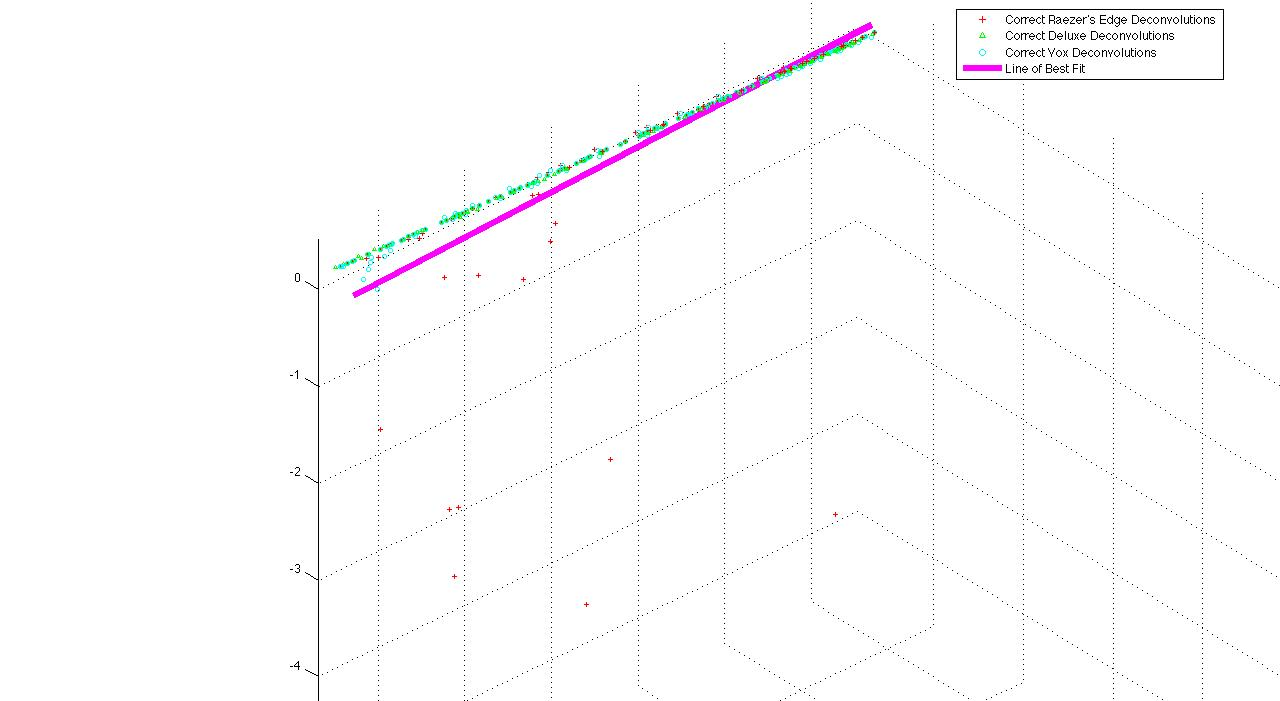 Correct Raezer's Edge Deconvolutions
Correct Deluxe Deconvolutions
Correct Vox Deconvolutions
Line of Best Fit
0
-1
-2
-3
-4